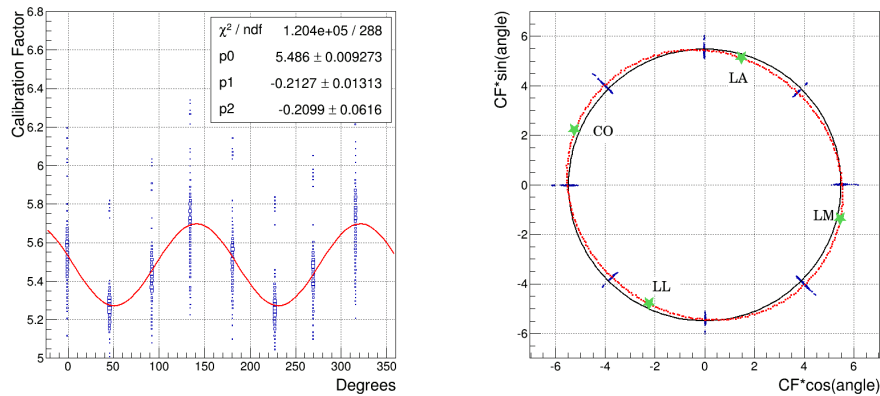 6.8
6.6
6.4
6.2
6
5.8
5.6
5.4
5.2
5
Calibration Factor
χ² / ndf 1.204e+05 / 288
p0 5.486 ± 0.009273
p1 -0.2127 ± 0.01313
p2 -0.2099 ± 0.0616
0 50 100 150 200 250 300 350
Degrees
6
4
2
0
-2
-4
-6
CF*sin(angle)
LA
CO
LM
LL
-6 -4 -2 0 2 4 6
CF*cos(angle)